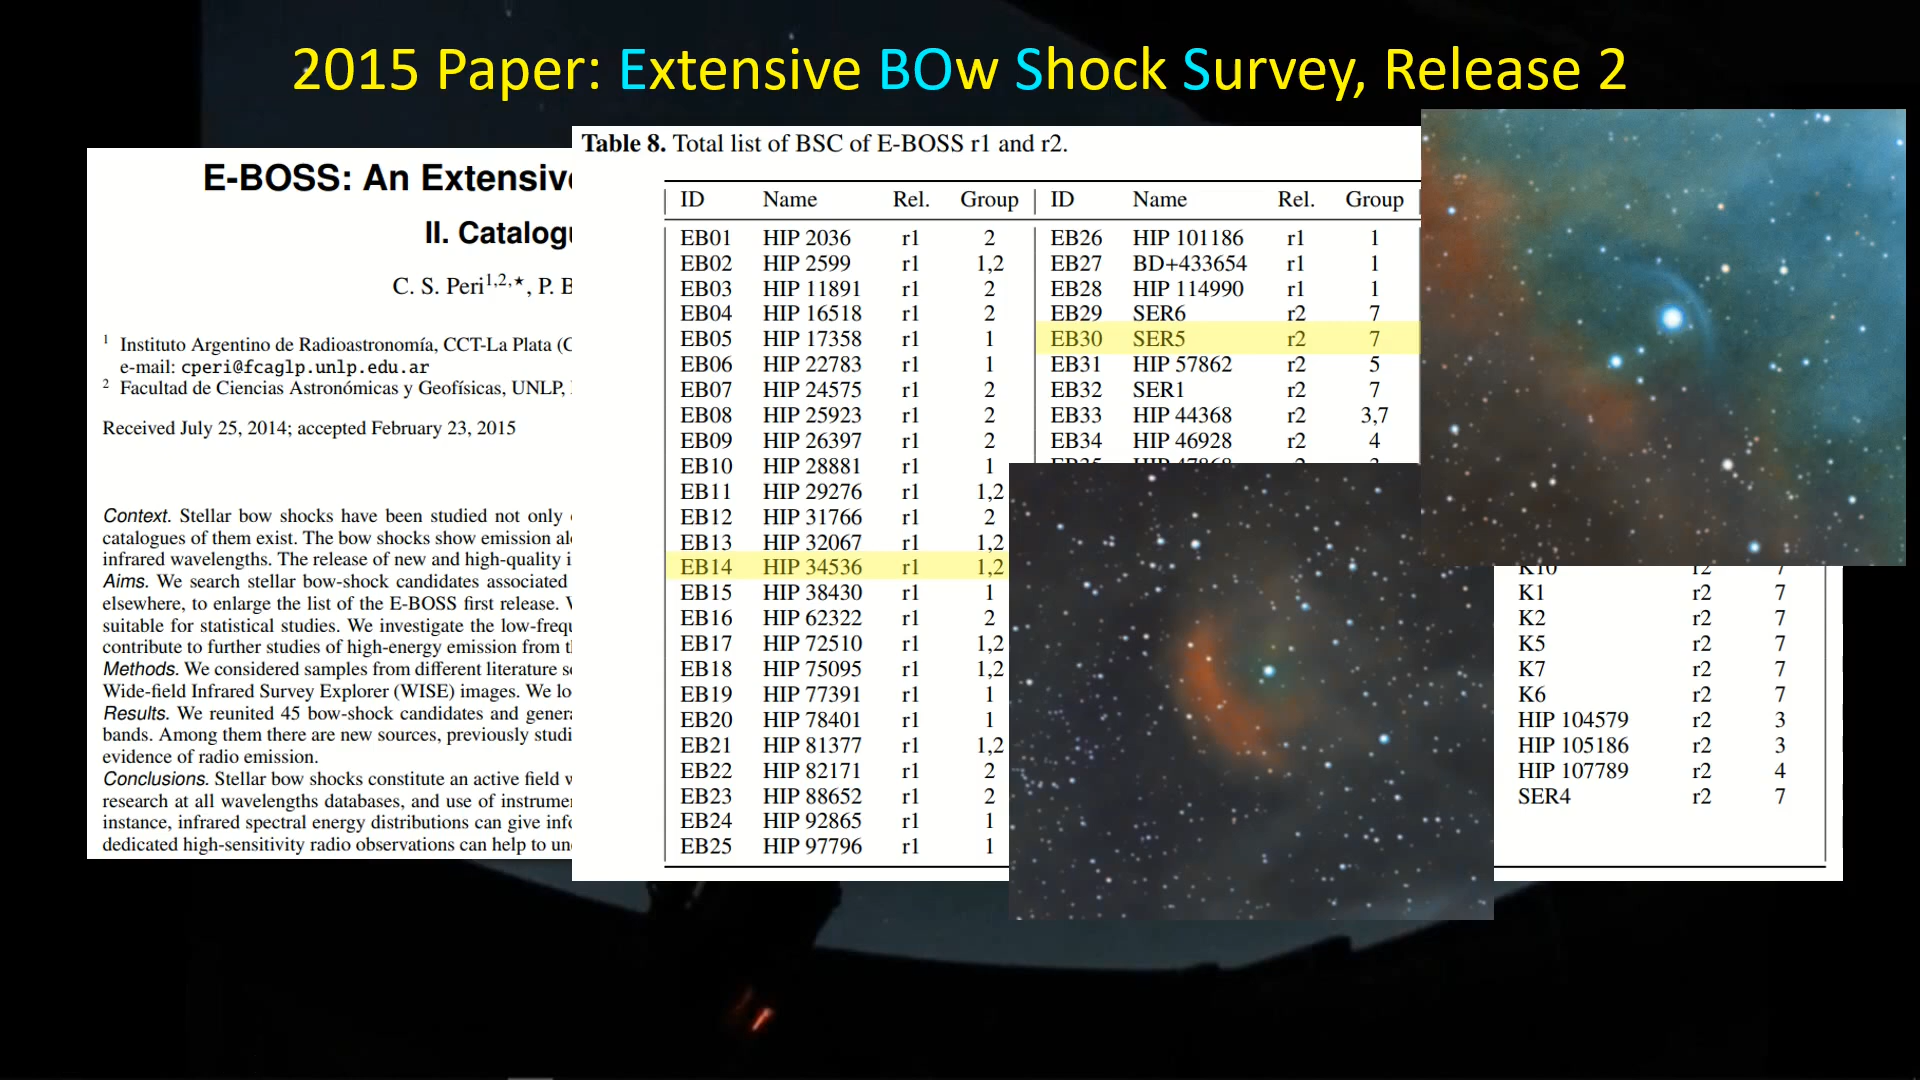 2015 Paper: Extensive BOw Shock Survey, Release 2
E-BOSS: An
II.
C. S. Peri1,2,★, P. B
1 Instituto Argentino de Radioastronomía, CCT-La Plata
e-mail: cperi@fcaglp.unlp.edu.ar
2 Facultad de Ciencias Astronómicas y Geofísicas, UNLP,
Received July 25, 2014; accepted February 23, 2015
Context. Stellar bow shocks have been studied not only
catalogues of them exist. The bow shocks show emission
infrared wavelengths. The release of new and high-quality
Aims. We search stellar bow-shock candidates associated
elsewhere, to enlarge the list of the E-BOSS first release.
suitable for statistical studies. We investigate the
contribute to further studies of high-energy emission from
Methods. We considered samples from different literature
Wide-field Infrared Survey Explorer (WISE) images. We
Results. We reunited 45 bow-shock candidates and
bands. Among them there are new sources, previously
evidence of radio emission.
Conclusions. Stellar bow shocks constitute an active field
research at all wavelengths databases, and use of
instance, infrared spectral energy distributions can give
dedicated high-sensitivity radio observations can help to
Table 8. Total list of BSC of E-BOSS r1 and r2.
ID Name Rel. Group ID Name Rel. Group
EB01 HIP 2036 r1 2 EB26 HIP 101186 r1 1
EB02 HIP 2599 r1 1,2 EB27 BD+433654 r1 1
EB03 HIP 11891 r1 2 EB28 HIP 114990 r1 1
EB04 HIP 16518 r1 2 EB29 SER6 r2 7
EB05 HIP 17358 r1 1 EB30 SER5 r2 7
EB06 HIP 22783 r1 1 EB31 HIP 57862 r2 5
EB07 HIP 24575 r1 2 EB32 SER1 r2 7
EB08 HIP 25923 r1 2 EB33 HIP 44368 r2 3,7
EB09 HIP 26397 r1 2 EB34 HIP 46928 r2 4
EB10 HIP 28881 r1 1
EB11 HIP 29276 r1 1,2
EB12 HIP 31766 r1 2
EB13 HIP 32067 r1 1,2
EB14 HIP 34536 r1 1,2 K10 r2 7
EB15 HIP 38430 r1 1 K1 r2 7
EB16 HIP 62322 r1 2 K2 r2 7
EB17 HIP 72510 r1 1,2 K5 r2 7
EB18 HIP 75095 r1 1,2 K7 r2 7
EB19 HIP 77391 r1 1 K6 r2 7
EB20 HIP 78401 r1 1 HIP 104579 r2 3
EB21 HIP 81377 r1 1,2 HIP 105186 r2 3
EB22 HIP 82171 r1 2 HIP 107789 r2 4
EB23 HIP 88652 r1 2 SER4 r2 7
EB24 HIP 92865 r1 1
EB25 HIP 97796 r1 1